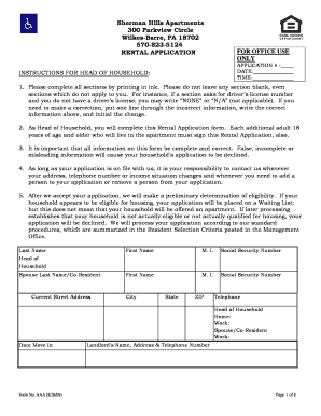 Sherman Hills Apartments
300 Parkview Circle
Wilkes-Barre, PA 18702
570-823-5124
RENTAL APPLICATION
EQUAL HOUSING
OPPORTUNITY
FOR OFFICE USE
ONLY
APPLICATION #:
DATE:
TIME:
INSTRUCTIONS FOR HEAD OF HOUSEHOLD:
1. Please complete all sections by printing in ink. Please do not leave any section blank, even
sections which do not apply to you. For instance, if a section asks for driver's license number
and you do not have a driver's license, you may write "NONE" or "N/A (not applicable). If you
need to make a correction, put one line through the incorrect information, write the correct
information above, and initial the change.
2. As Head of Household, you will complete this Rental Application form. Each additional adult 18
years of age and older who will live in the apartment must sign this Rental Application, also.
3. It is important that all information on this form be complete and correct. False, incomplete or
misleading information will cause your household's application to be declined.
4. As long as your application is on file with us, it is your responsibility to contact us whenever
your address, telephone number or income situation changes and whenever you need to add a
person to your application or remove a person from your application.
5. After we accept your application, we will make a preliminary determination of eligibility. If your
household appears to be eligible for housing, your application will be placed on a Waiting List;
but this does not mean that your household will be offered an apartment. If later processing
establishes that your household is not actually eligible or not actually qualified for housing, your
application will be declined. We will process your application according to our standard
procedures, which are summarized in the Resident Selection Criteria posted in the Management
Office.
Last Name First Name M. I. Social Security Number
Head of
Household
Spouse Last Name/Co-Resident First Name M. I. Social Security Number
Current Street Address City State ZIP Telephone
Head of Household
Home:
Work:
Spouse/Co-Resident
Work:
Date Move In Landlord's Name, Address & Telephone Number
Page 1 of 8